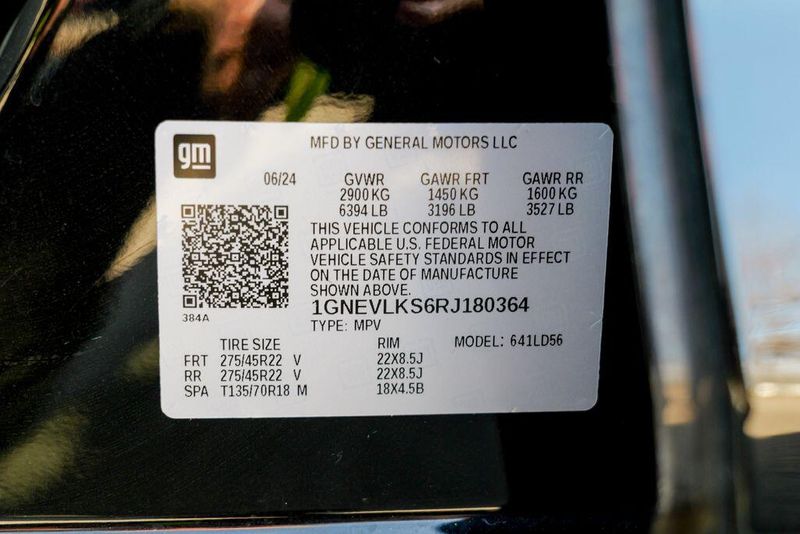 gm
MFD BY GENERAL MOTORS LLC
06/24 GVWR GAWR FRT GAWR RR
2900 KG 1450 KG 1600 KG
6394 LB 3196 LB 3527 LB
THIS VEHICLE CONFORMS TO ALL
APPLICABLE U.S. FEDERAL MOTOR
VEHICLE SAFETY STANDARDS IN EFFECT
ON THE DATE OF MANUFACTURE
SHOWN ABOVE.
384A
1GNEVLKS6RJ180364
TYPE: MPV
TIRE SIZE RIM MODEL: 641LD56
FRT 275/45R22 V 22X8.5J
RR 275/45R22 V 22X8.5J
SPA T135/70R18 M 18X4.5B